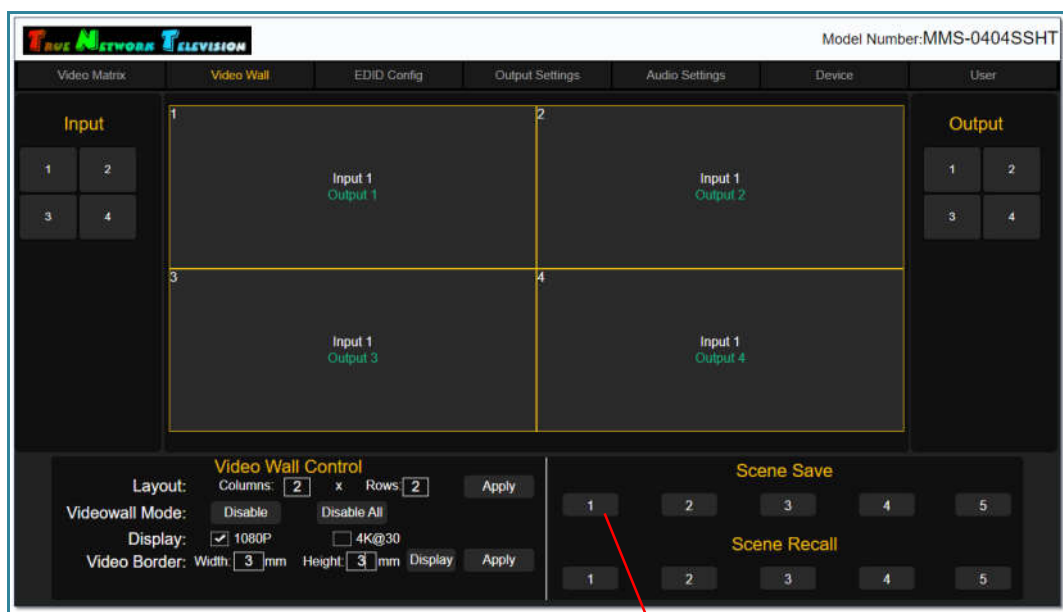 TRUE NETWORK TELEVISION Model Number:MMS-0404SSHT
Video Matrix Video Wall EDID Config Output Settings Audio Settings Device User
Input
1 2
3 4
1
Input 1
Output 1
2
Input 1
Output 2
3
Input 1
Output 3
4
Input 1
Output 4
Output
1 2
3 4
Video Wall Control
Layout: Columns: 2 x Rows: 2 Apply
Videowall Mode: Disable Disable All
Display: 1080P 4K@30
Video Border: Width: 3 mm Height: 3 mm Display Apply
Scene Save
1 2 3 4 5
Scene Recall
1 2 3 4 5